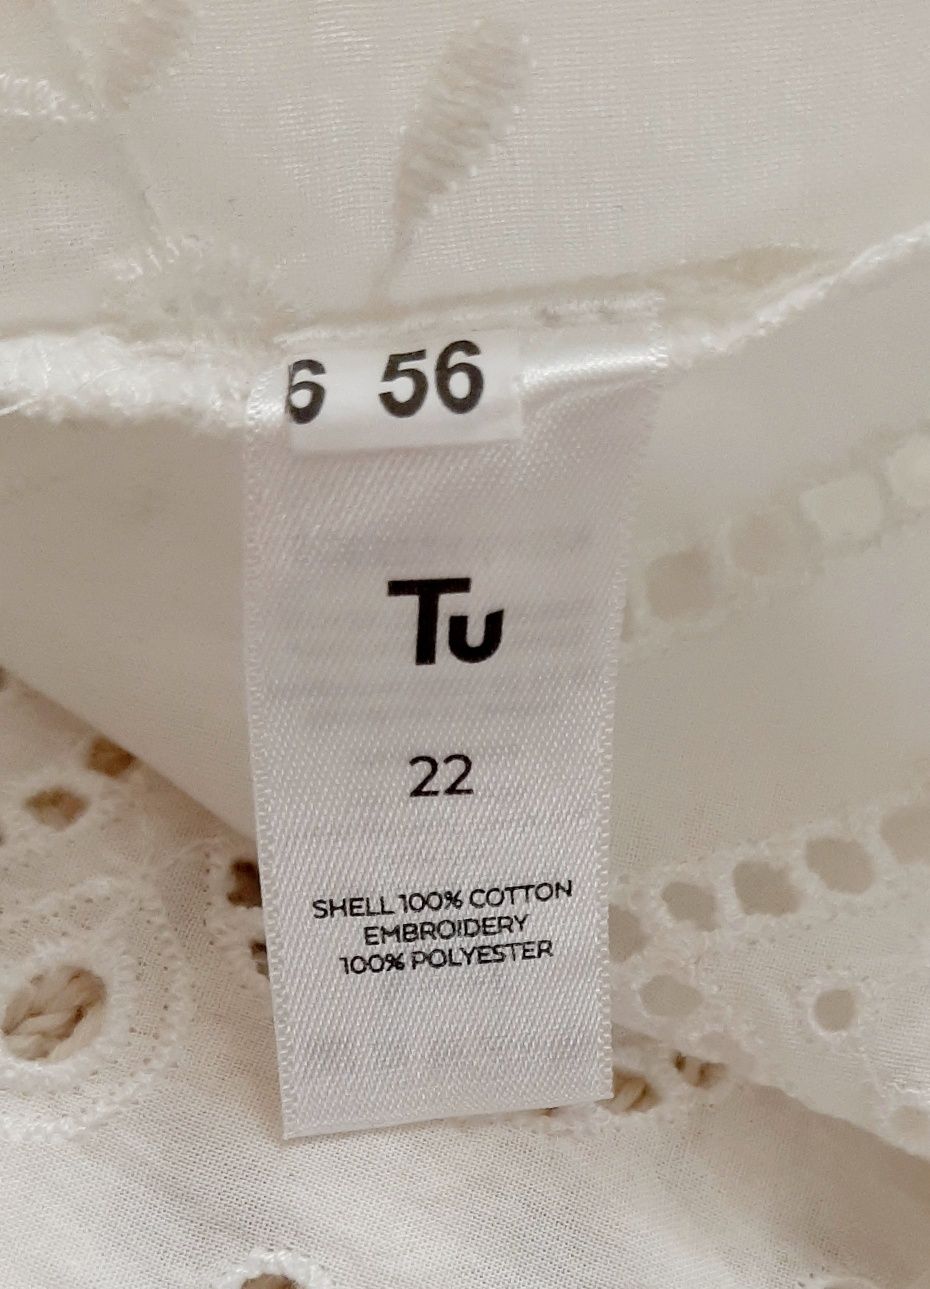 6 56
Tu
22
SHELL 100% COTTON
EMBROIDERY
100% POLYESTER